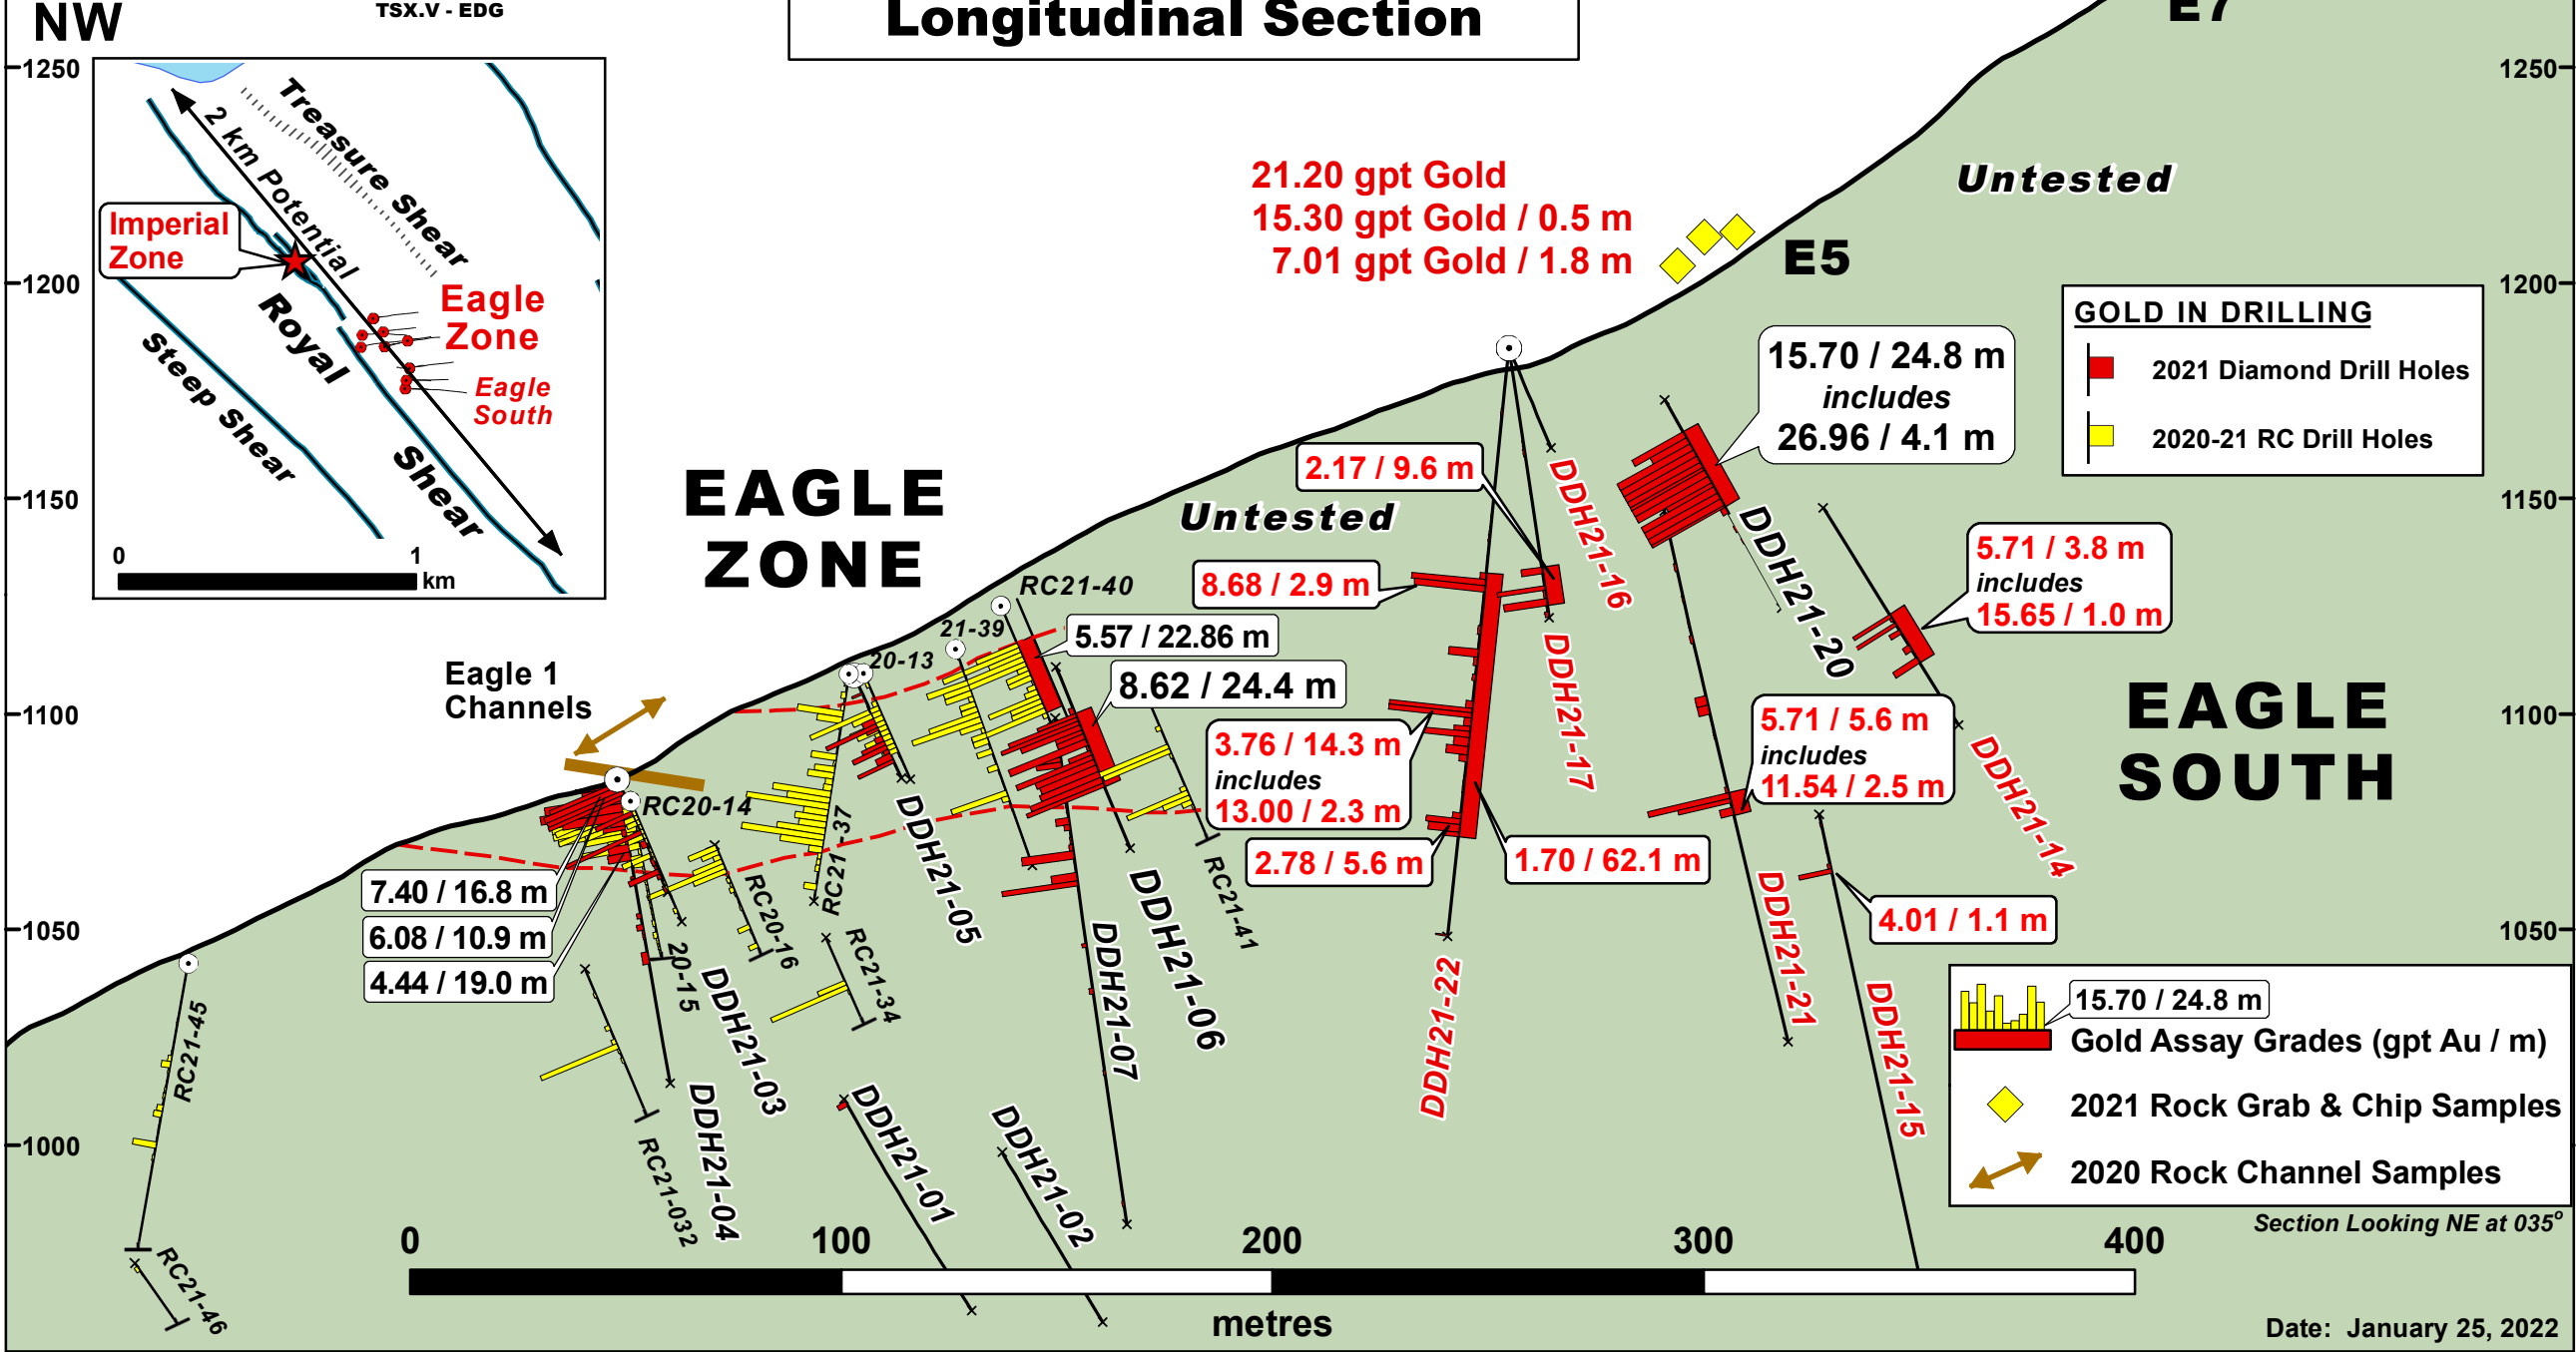 NW
TSX.V - EDG
Longitudinal Section
E7
1250
1200
1150
1100
1050
1000
1250
1200
1150
1100
1050
Treasure Shear
2 km Potential
Imperial
Zone
Royal
Shear
Steep Shear
Eagle
Zone
Eagle
South
0
1
km
21.20 gpt Gold
15.30 gpt Gold / 0.5 m
7.01 gpt Gold / 1.8 m
E5
Untested
GOLD IN DRILLING
2021 Diamond Drill Holes
2020-21 RC Drill Holes
EAGLE
ZONE
Untested
2.17 / 9.6 m
15.70 / 24.8 m
includes
26.96 / 4.1 m
8.68 / 2.9 m
5.71 / 3.8 m
includes
15.65 / 1.0 m
RC21-40
21-39
20-13
5.57 / 22.86 m
8.62 / 24.4 m
Eagle 1
Channels
RC20-14
3.76 / 14.3 m
includes
13.00 / 2.3 m
2.78 / 5.6 m
1.70 / 62.1 m
5.71 / 5.6 m
includes
11.54 / 2.5 m
4.01 / 1.1 m
EAGLE
SOUTH
7.40 / 16.8 m
6.08 / 10.9 m
4.44 / 19.0 m
RC21-45
RC21-46
RC21-032
20-15
DDH21-03
DDH21-04
RC20-16
RC21-37
RC21-34
DDH21-05
DDH21-01
DDH21-02
DDH21-07
DDH21-06
RC21-41
DDH21-22
DDH21-16
DDH21-17
DDH21-20
DDH21-21
DDH21-14
DDH21-15
15.70 / 24.8 m
Gold Assay Grades (gpt Au / m)
2021 Rock Grab & Chip Samples
2020 Rock Channel Samples
Section Looking NE at 035°
0
100
200
300
400
metres
Date: January 25, 2022